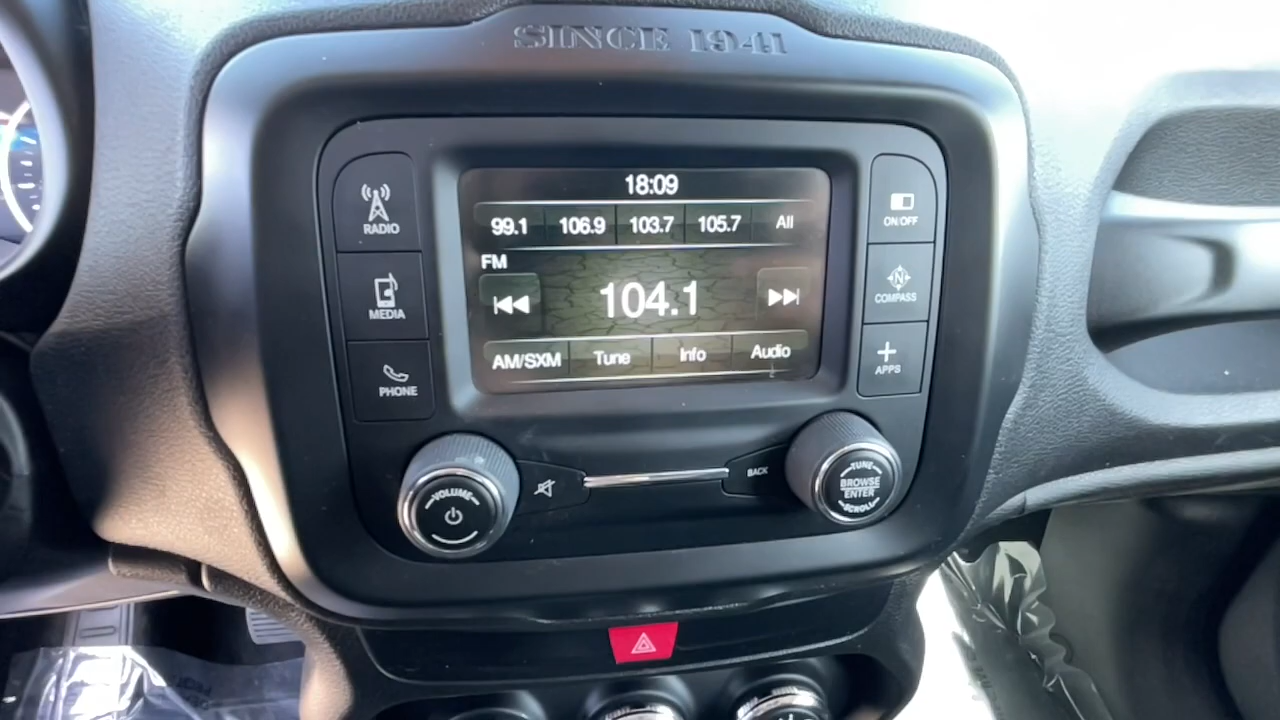 SINCE 1941
18:09
99.1 106.9 103.7 105.7 All
FM
104.1
AM/SXM Tune Info Audio
RADIO
MEDIA
PHONE
ON/OFF
N
COMPASS
APPS
VOLUME
BACK
TUNE
BROWSE
ENTER
SCROLL